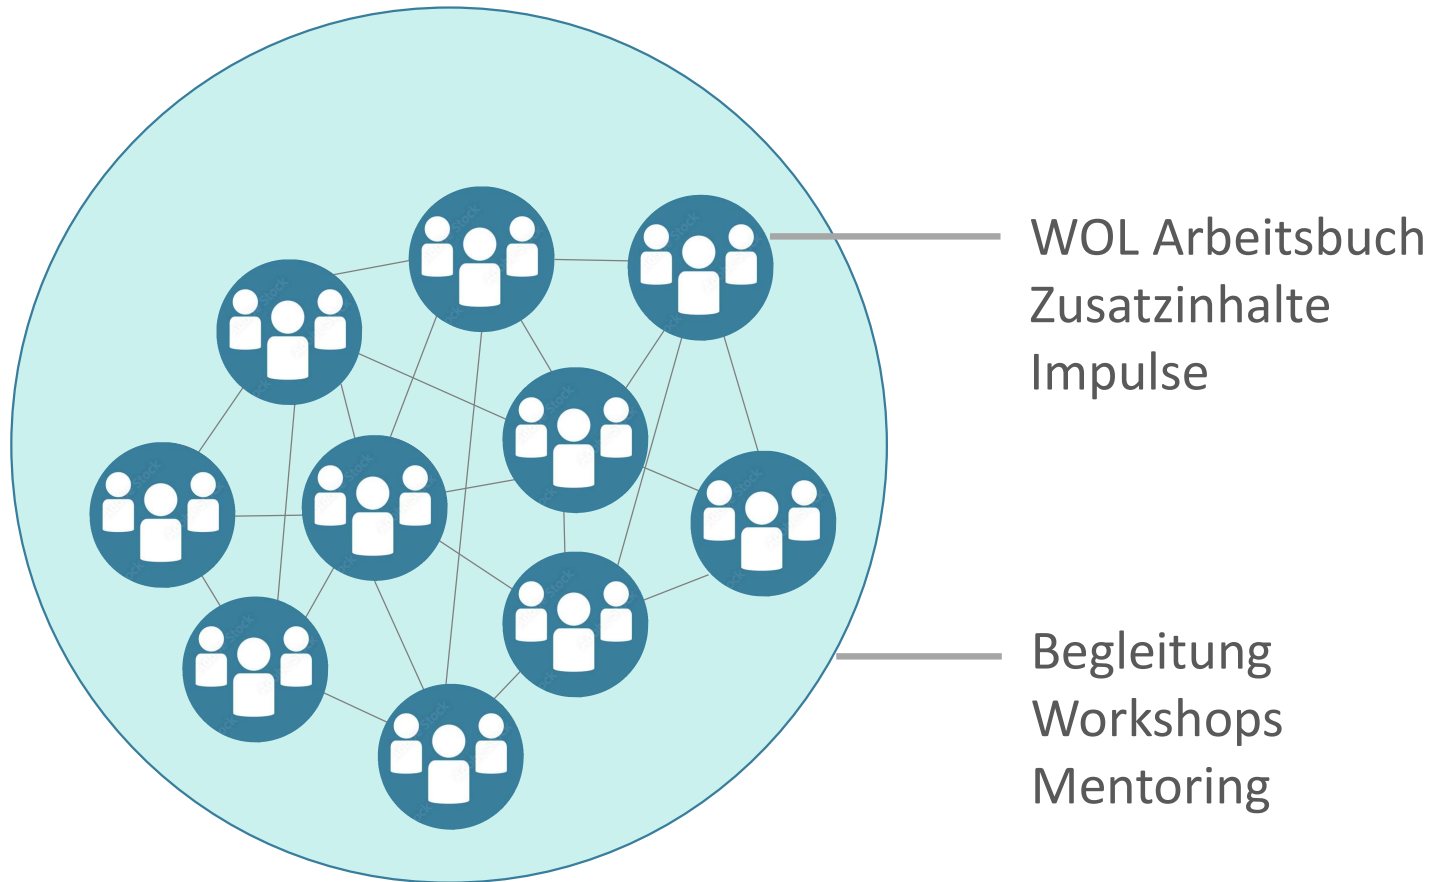 WOL Arbeitsbuch
Zusatzinhalte
Impulse
Begleitung
Workshops
Mentoring